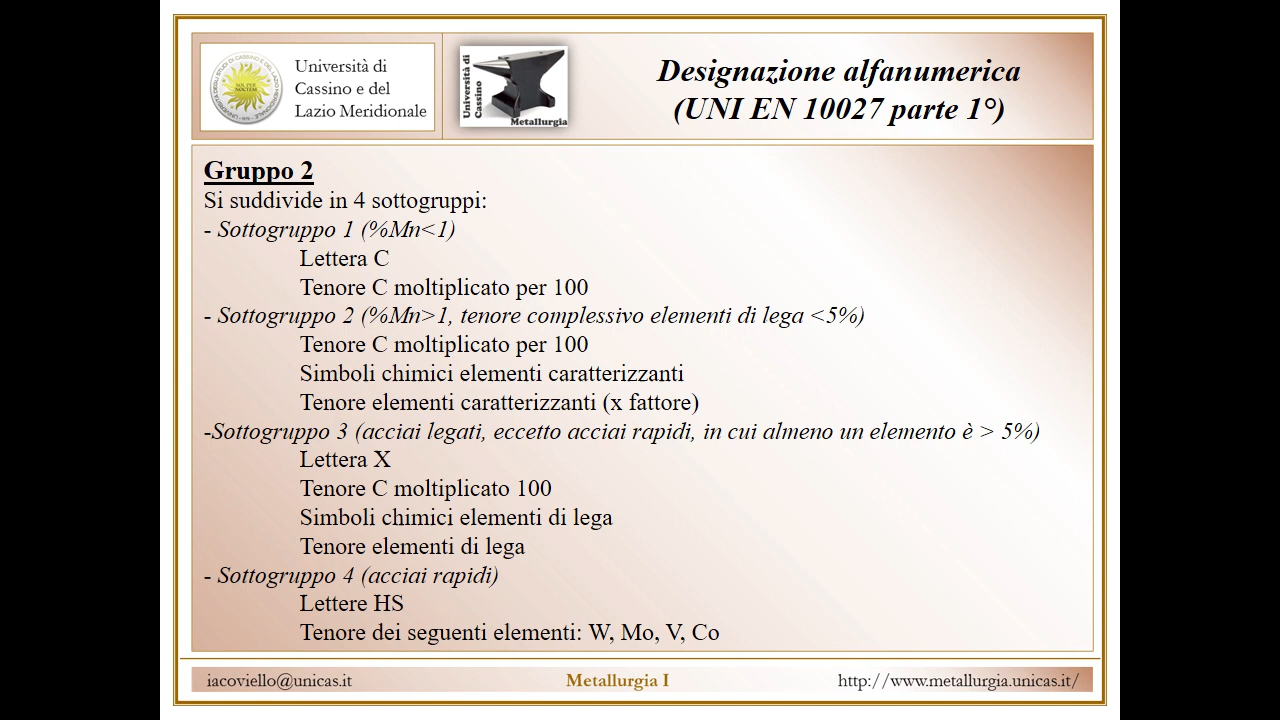 Università di
Cassino e del
Lazio Meridionale
Università di
Cassino
Metallurgia
Designazione alfanumerica
(UNI EN 10027 parte 1°)
Gruppo 2
Si suddivide in 4 sottogruppi:
- Sottogruppo 1 (%Mn<1)
Lettera C
Tenore C moltiplicato per 100
- Sottogruppo 2 (%Mn>1, tenore complessivo elementi di lega <5%)
Tenore C moltiplicato per 100
Simboli chimici elementi caratterizzanti
Tenore elementi caratterizzanti (x fattore)
-Sottogruppo 3 (acciai legati, eccetto acciai rapidi, in cui almeno un elemento è > 5%)
Lettera X
Tenore C moltiplicato 100
Simboli chimici elementi di lega
Tenore elementi di lega
- Sottogruppo 4 (acciai rapidi)
Lettere HS
Tenore dei seguenti elementi: W, Mo, V, Co
iacoviello@unicas.it
Metallurgia I
http://www.metallurgia.unicas.it/